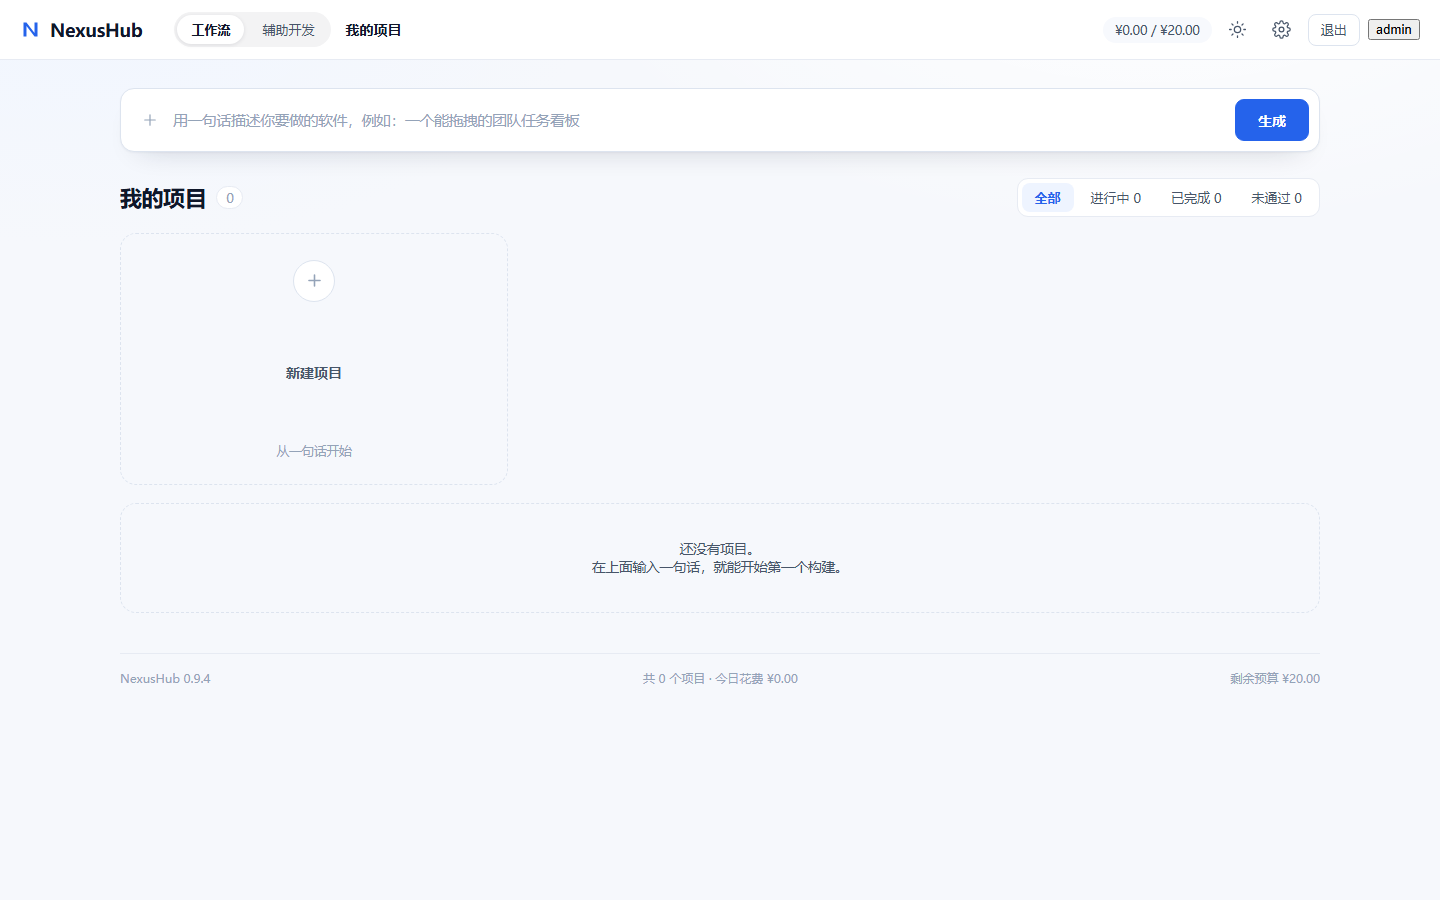 NexusHub 工作流 辅助开发 我的项目 ¥0.00 / ¥20.00 退出 admin
用一句话描述你要做的软件，例如：一个能拖拽的团队任务看板 生成
我的项目 0 全部 进行中 0 已完成 0 未通过 0
新建项目
从一句话开始
还没有项目。
在上面输入一句话，就能开始第一个构建。
NexusHub 0.9.4 共 0 个项目 · 今日花费 ¥0.00 剩余预算 ¥20.00